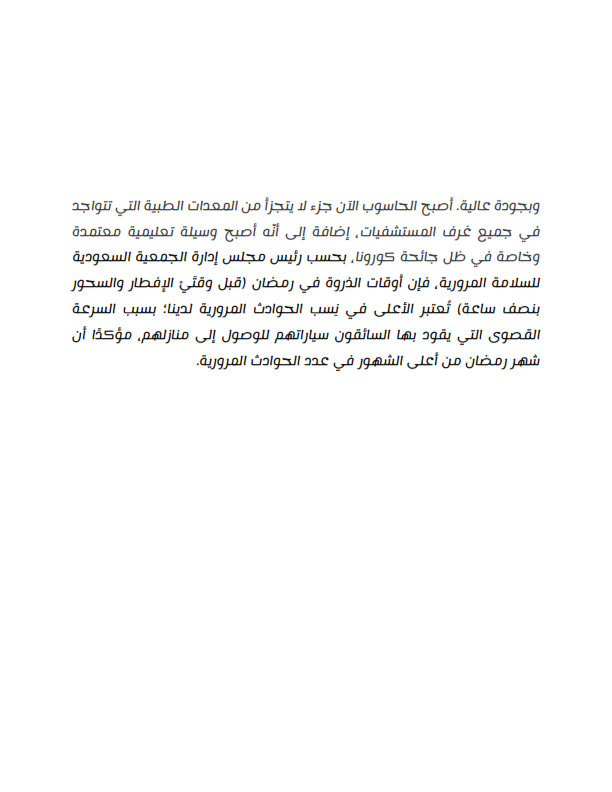 وبجودة عالية. أصبح الحاسوب الآن جزء لا يتجزأ من المعدات الطبية التي تتواجد
في جميع غرف المستشفيات, إضافة إلى أنّه أصبح وسيلة تعليمية معتمدة
وخاصة في ظل جائحة كورونا, بحسب رئيس مجلس إدارة الجمعية السعودية
للسلامة المرورية, فإن أوقات الذروة في رمضان (قبل وقتَيْ الإفطار والسحور
بنصف ساعة) تُعتبر الأعلى في نِسب الحوادث المرورية لدينا؛ بسبب السرعة
القصوى التي يقود بها السائقون سياراتهم للوصول إلى منازلهم, مؤكدًا أن
شهر رمضان من أعلى الشهور في عدد الحوادث المرورية.